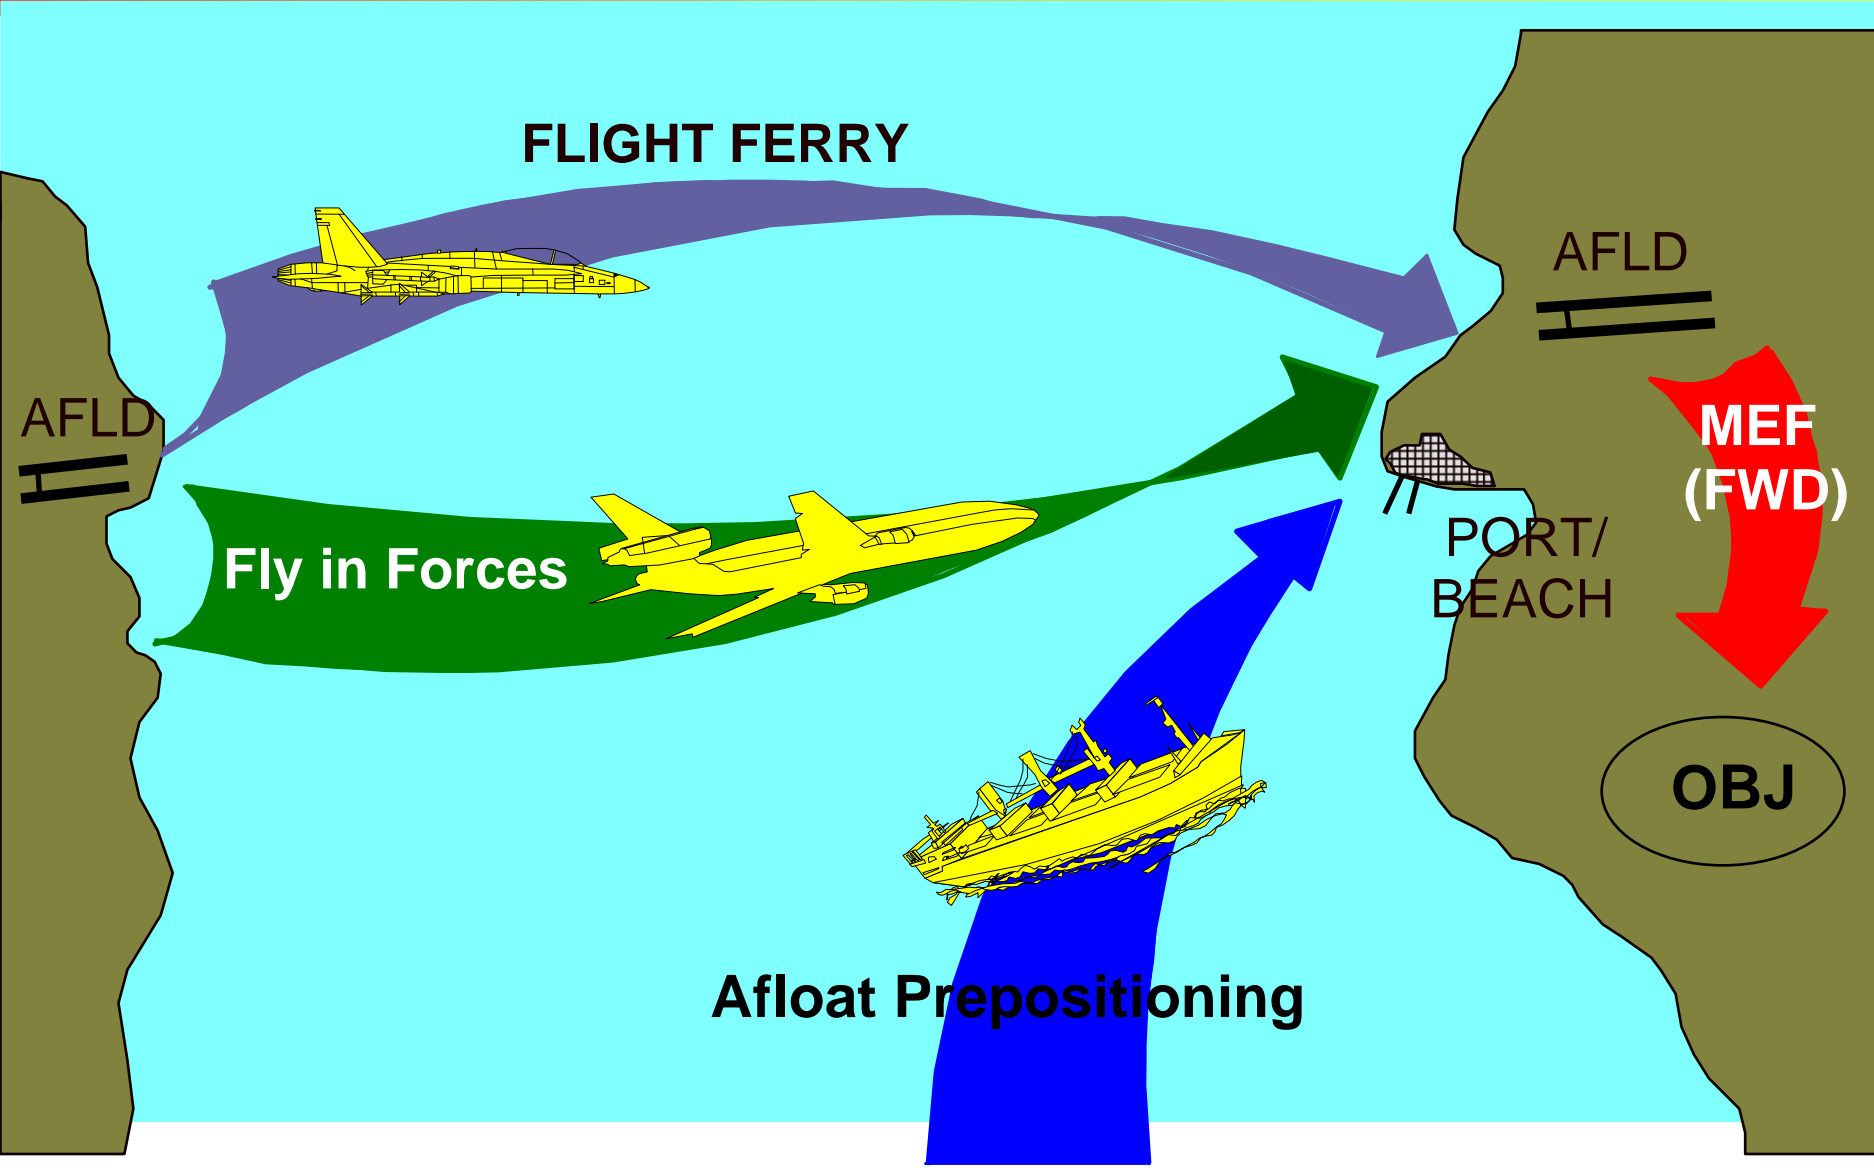 FLIGHT FERRY
AFLD
AFLD
MEF
(FWD)
PORT/
BEACH
Fly in Forces
OBJ
Afloat Prepositioning